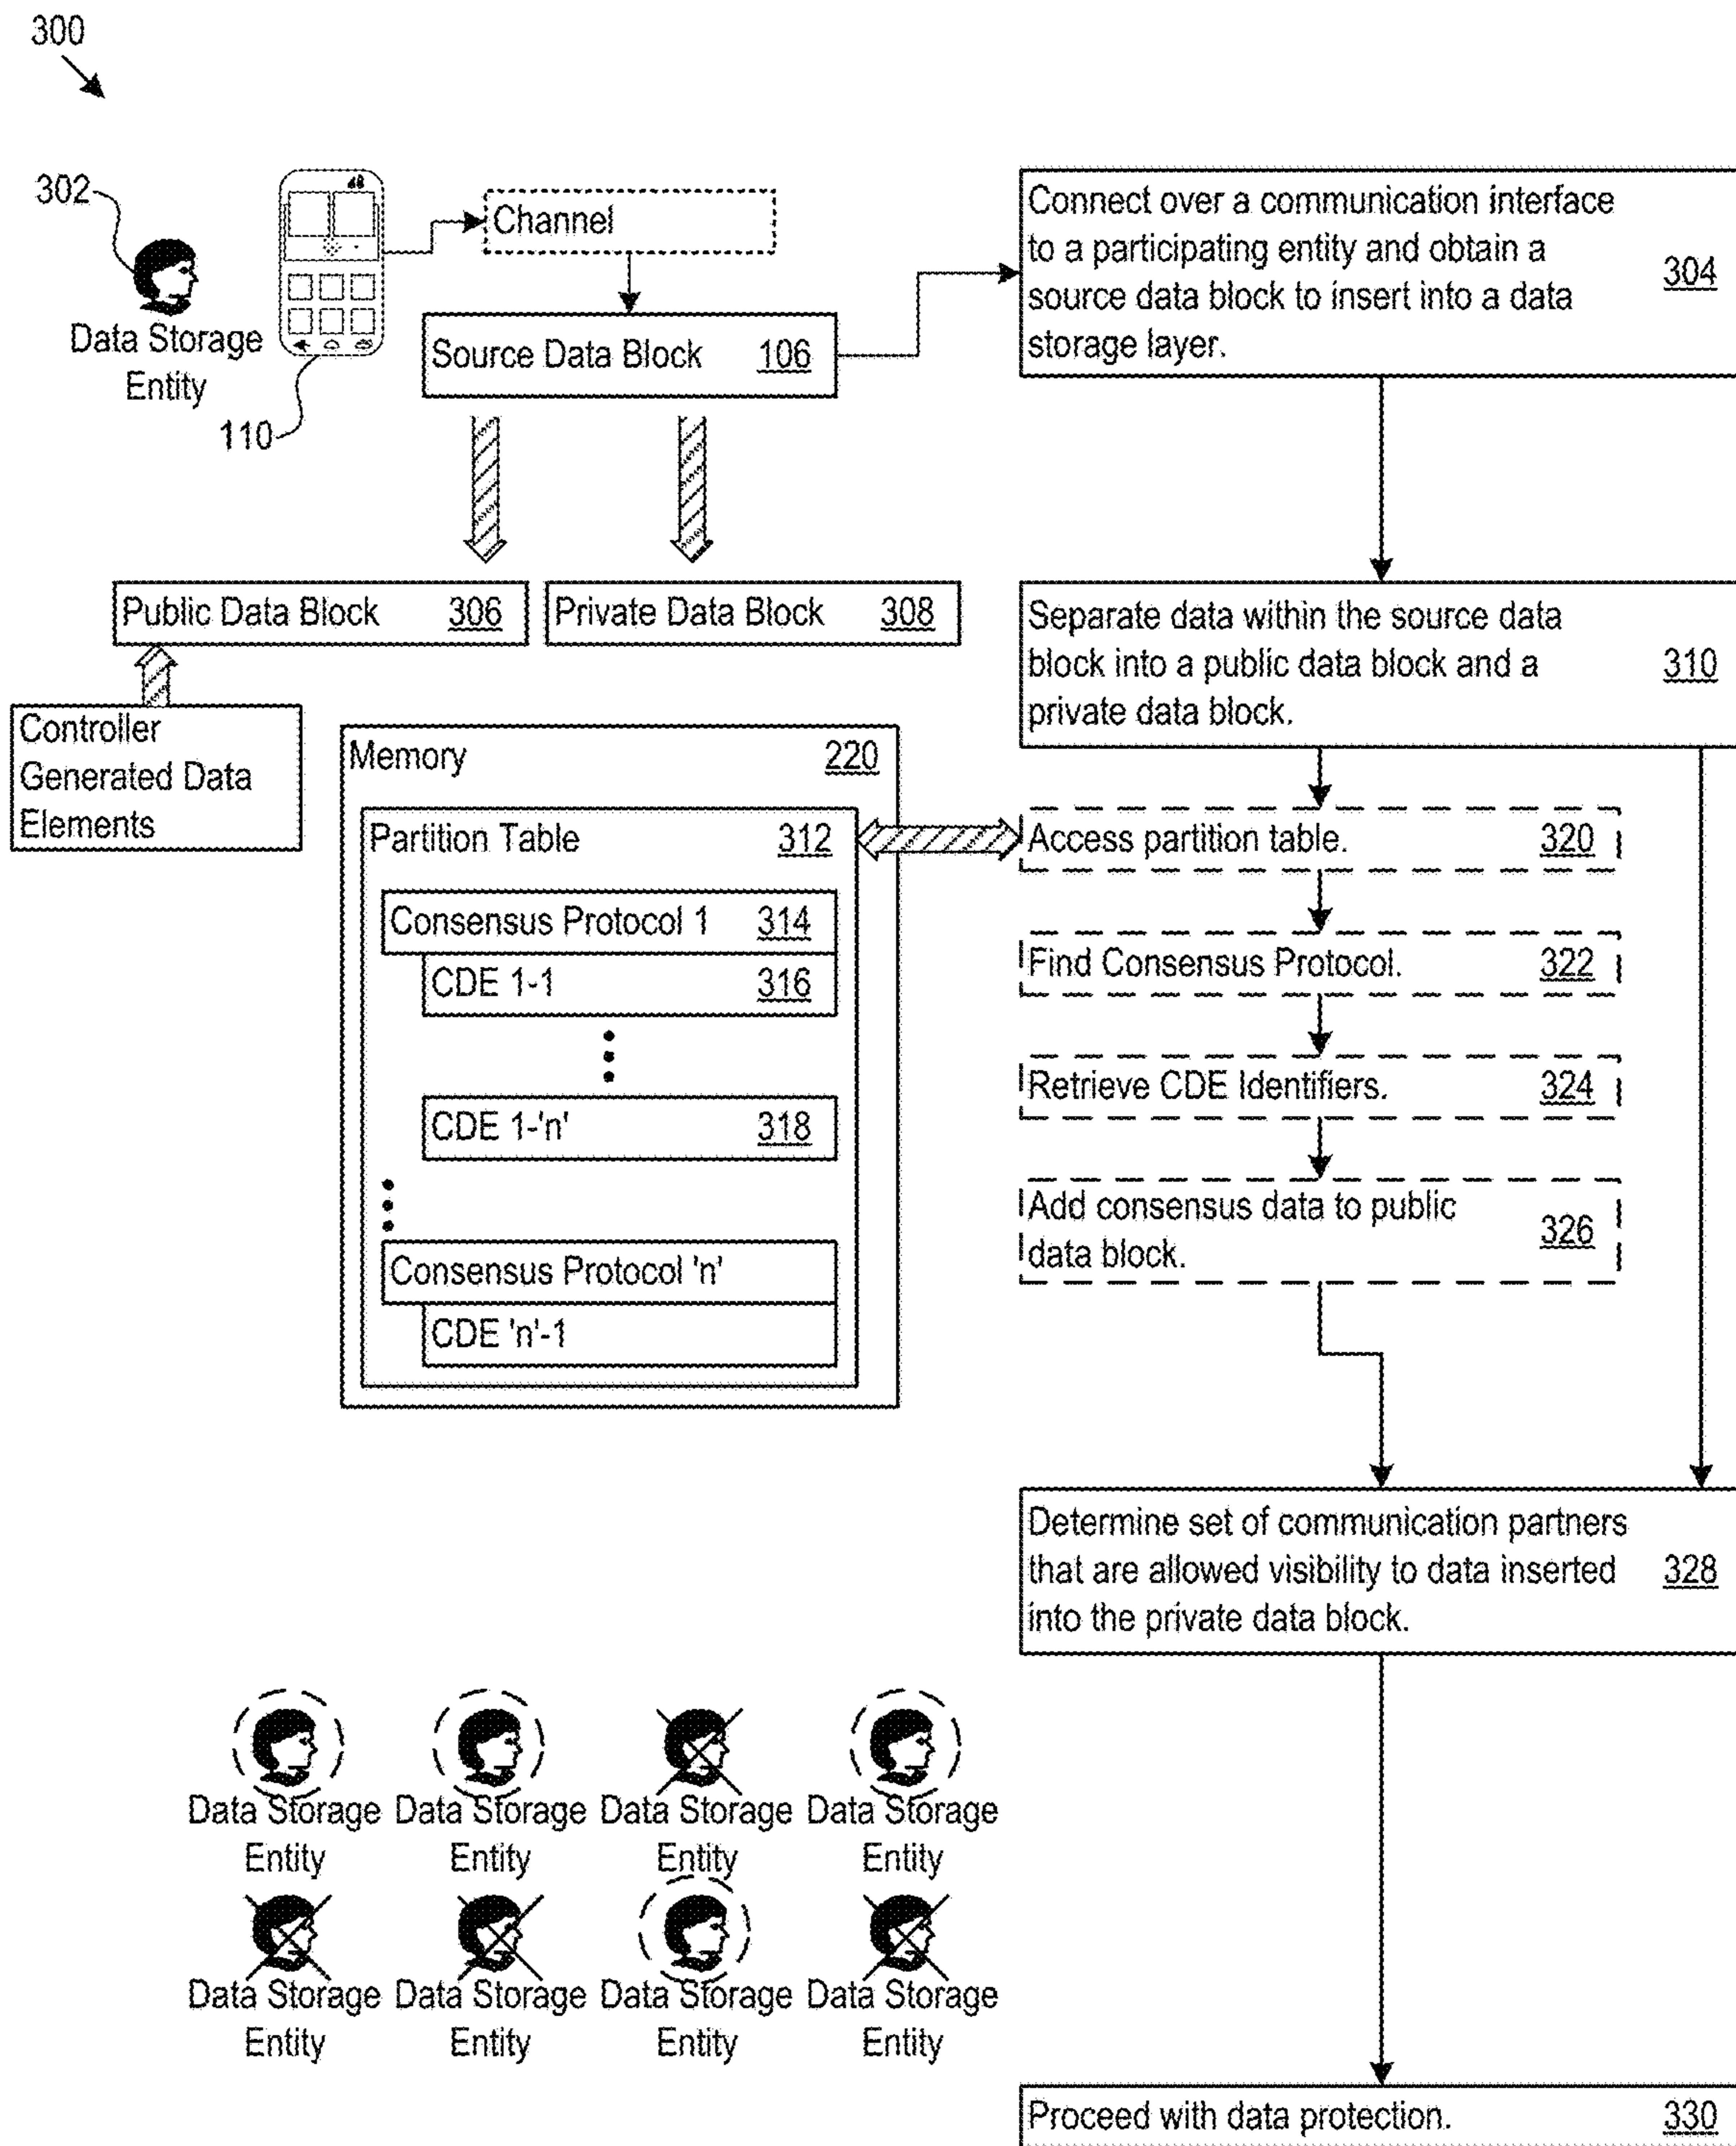 300
302
Data Storage
Entity
110
Channel
Source Data Block 106
Connect over a communication interface
to a participating entity and obtain a
source data block to insert into a data
storage layer.
304
Public Data Block 306
Private Data Block 308
Controller
Generated Data
Elements
Separate data within the source data
block into a public data block and a
private data block.
310
Memory 220
Partition Table 312
Consensus Protocol 1 314
CDE 1-1 316
CDE 1-'n' 318
Consensus Protocol 'n'
CDE 'n'-1
Access partition table. 320
Find Consensus Protocol. 322
Retrieve CDE Identifiers. 324
Add consensus data to public
data block.
326
Determine set of communication partners
that are allowed visibility to data inserted
into the private data block.
328
Data Storage
Entity
Data Storage
Entity
Data Storage
Entity
Data Storage
Entity
Data Storage
Entity
Data Storage
Entity
Data Storage
Entity
Data Storage
Entity
Proceed with data protection. 330